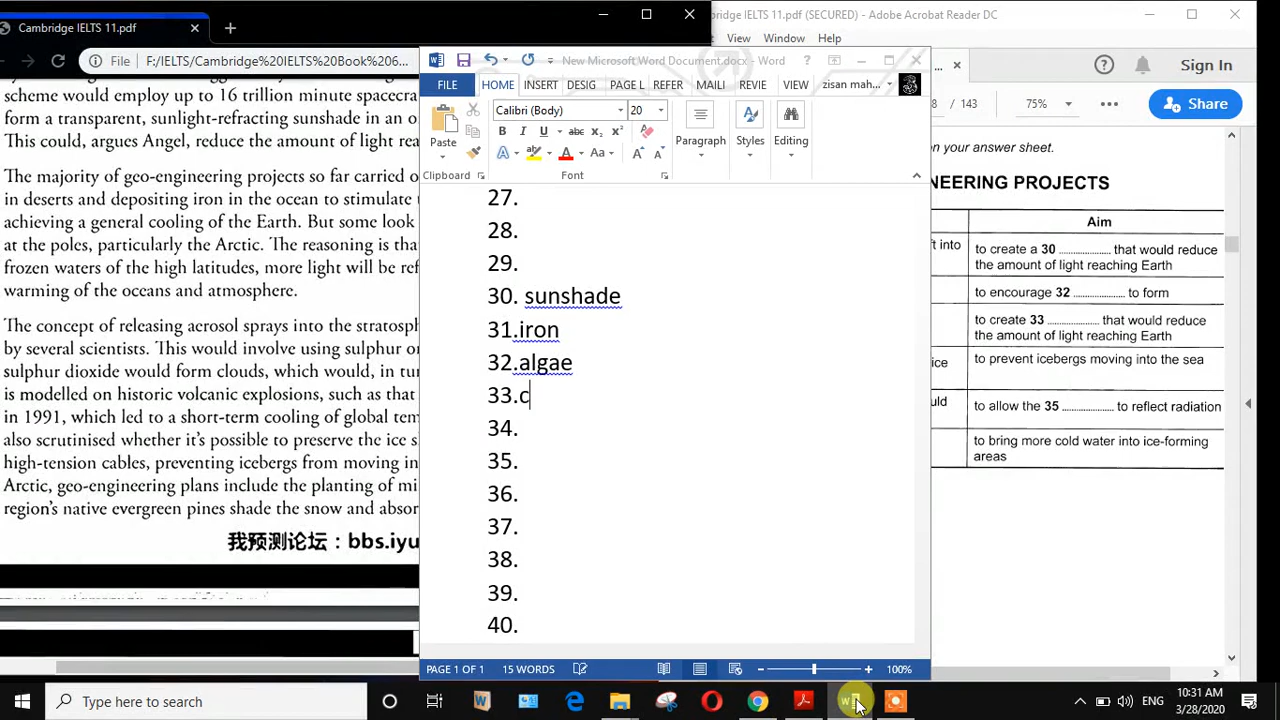 Cambridge IELTS 11.pdf
File F:/IELTS/Cambridge%20IELTS%20Book%206...
scheme would employ up to 16 trillion minute spacecra
form a transparent, sunlight-refracting sunshade in an o
This could, argues Angel, reduce the amount of light rea
The majority of geo-engineering projects so far carried o
in deserts and depositing iron in the ocean to stimulate t
achieving a general cooling of the Earth. But some look
at the poles, particularly the Arctic. The reasoning is tha
frozen waters of the high latitudes, more light will be ref
warming of the oceans and atmosphere.
The concept of releasing aerosol sprays into the stratosph
by several scientists. This would involve using sulphur or
sulphur dioxide would form clouds, which would, in tur
is modelled on historic volcanic explosions, such as that
in 1991, which led to a short-term cooling of global tem
also scrutinised whether it's possible to preserve the ice s
high-tension cables, preventing icebergs from moving in
Arctic, geo-engineering plans include the planting of mi
region's native evergreen pines shade the snow and absor
我预测论坛：bbs.iyu
New Microsoft Word Document.docx - Word
FILE HOME INSERT DESIG PAGE L REFER MAILI REVIE VIEW zisan mah...
Calibri (Body) 20
Paste
Paragraph Styles Editing
Clipboard Font
27.
28.
29.
30. sunshade
31.iron
32.algae
33.c
34.
35.
36.
37.
38.
39.
40.
PAGE 1 OF 1 15 WORDS 100%
bridge IELTS 11.pdf (SECURED) - Adobe Acrobat Reader DC
View Window Help
... Sign In
8 / 143 75% Share
on your answer sheet.
NEERING PROJECTS
Aim
ft into to create a 30 .................... that would reduce
the amount of light reaching Earth
to encourage 32 .................... to form
to create 33 .................... that would reduce
the amount of light reaching Earth
ice to prevent icebergs moving into the sea
uld to allow the 35 .................... to reflect radiation
to bring more cold water into ice-forming
areas
Type here to search
ENG 10:31 AM
3/28/2020